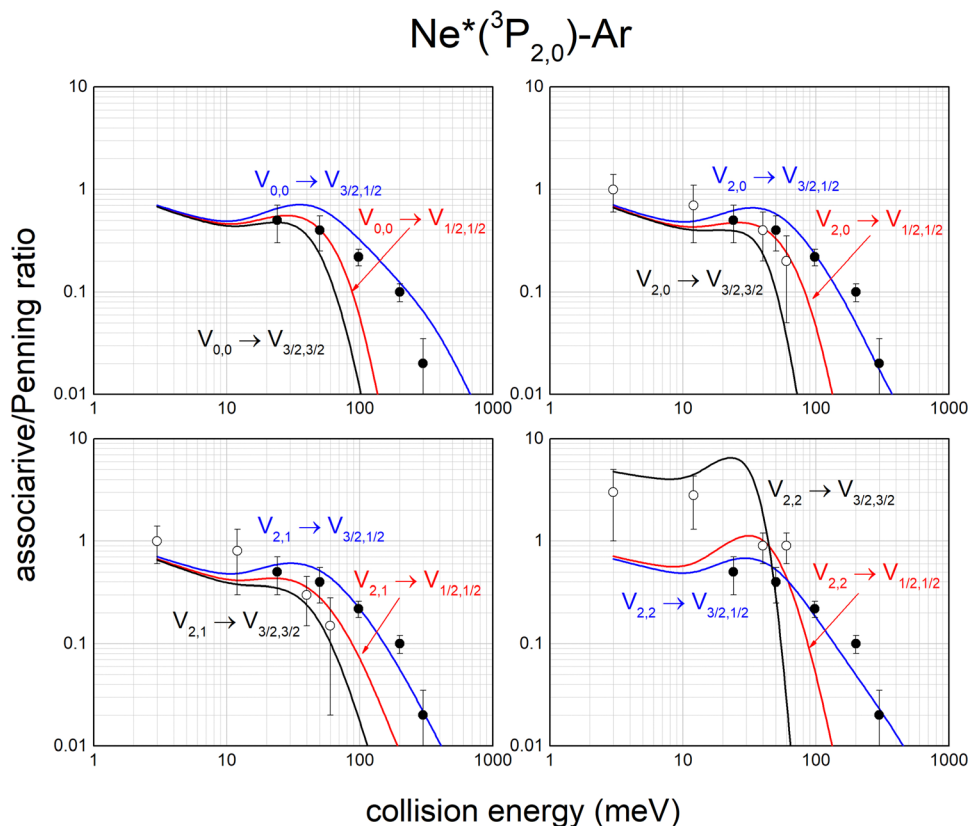 Ne*(³P₂,₀)-Ar
associarive/Penning ratio
10
1
0.1
0.01
1
10
100
1000
V₀,₀ → V₃/₂,₁/₂
V₀,₀ → V₁/₂,₁/₂
V₀,₀ → V₃/₂,₃/₂
10
1
0.1
0.01
1
10
100
1000
V₂,₀ → V₃/₂,₁/₂
V₂,₀ → V₁/₂,₁/₂
V₂,₀ → V₃/₂,₃/₂
10
1
0.1
0.01
1
10
100
1000
V₂,₁ → V₃/₂,₁/₂
V₂,₁ → V₁/₂,₁/₂
V₂,₁ → V₃/₂,₃/₂
10
1
0.1
0.01
1
10
100
1000
V₂,₂ → V₃/₂,₃/₂
V₂,₂ → V₁/₂,₁/₂
V₂,₂ → V₃/₂,₁/₂
collision energy (meV)